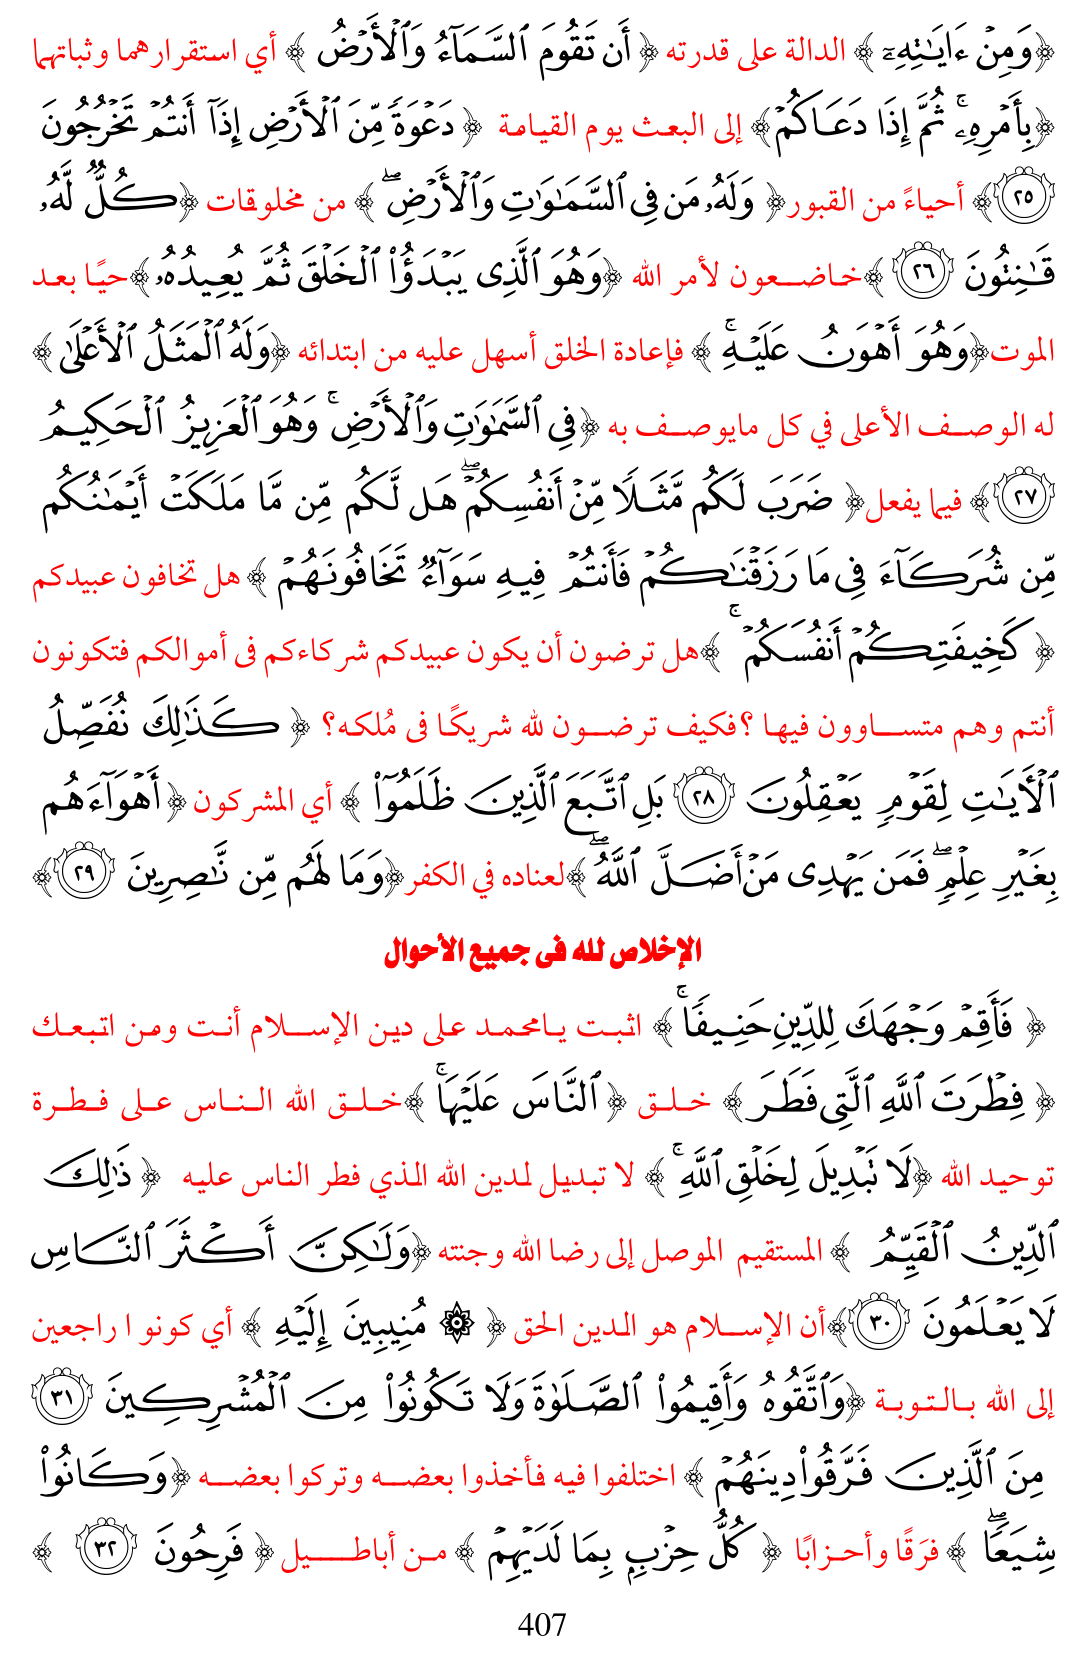 ﴿وَمِنْ ءَايَـٰتِهِۦٓ ﴾ الدالة على قدرته ﴿ أَن تَقُومَ ٱلسَّمَآءُ وَٱلْأَرْضُ ﴾ أي استقرارهما وثباتهما
﴿بِأَمْرِهِۦ ۚ ثُمَّ إِذَا دَعَاكُمْ﴾ إلى البعث يوم القيامة ﴿ دَعْوَةً مِّنَ ٱلْأَرْضِ إِذَآ أَنتُمْ تَخْرُجُونَ
٢٥﴾ أحياءً من القبور﴿ وَلَهُۥ مَن فِى ٱلسَّمَـٰوَٰتِ وَٱلْأَرْضِ ۖ ﴾ من مخلوقات ﴿كُلٌّ لَّهُۥ
قَـٰنِتُونَ ٢٦ ﴾خاضعون لأمر الله ﴿وَهُوَ ٱلَّذِى يَبْدَؤُا۟ ٱلْخَلْقَ ثُمَّ يُعِيدُهُۥ﴾حيًا بعد
الموت﴿وَهُوَ أَهْوَنُ عَلَيْهِ ۚ ﴾ فإعادة الخلق أسهل عليه من ابتدائه ﴿وَلَهُ ٱلْمَثَلُ ٱلْأَعْلَىٰ ﴾
له الوصف الأعلى في كل مايوصف به ﴿فِى ٱلسَّمَـٰوَٰتِ وَٱلْأَرْضِ ۚ وَهُوَ ٱلْعَزِيزُ ٱلْحَكِيمُ
٢٧﴾ فيما يفعل﴿ ضَرَبَ لَكُم مَّثَلًا مِّنْ أَنفُسِكُمْ ۖ هَل لَّكُم مِّن مَّا مَلَكَتْ أَيْمَـٰنُكُم
مِّن شُرَكَآءَ فِى مَا رَزَقْنَـٰكُمْ فَأَنتُمْ فِيهِ سَوَآءٌ تَخَافُونَهُمْ ﴾ هل تخافون عبيدكم
﴿ كَخِيفَتِكُمْ أَنفُسَكُمْ ۚ ﴾هل ترضون أن يكون عبيدكم شركاءكم فى أموالكم فتكونون
أنتم وهم متساوون فيها ؟فكيف ترضون لله شريكًا فى مُلكه؟ ﴿ كَذَٰلِكَ نُفَصِّلُ
ٱلْأَيَـٰتِ لِقَوْمٍ يَعْقِلُونَ ٢٨ بَلِ ٱتَّبَعَ ٱلَّذِينَ ظَلَمُوٓا۟ ﴾ أي المشركون ﴿أَهْوَآءَهُم
بِغَيْرِ عِلْمٍ ۖ فَمَن يَهْدِى مَنْ أَضَلَّ ٱللَّهُ ۖ ﴾لعناده في الكفر﴿وَمَا لَهُم مِّن نَّـٰصِرِينَ ٢٩﴾
الإخلاص لله فى جميع الأحوال
﴿ فَأَقِمْ وَجْهَكَ لِلدِّينِ حَنِيفًا ۚ ﴾ اثبت يامحمد على دين الإسلام أنت ومن اتبعك
﴿ فِطْرَتَ ٱللَّهِ ٱلَّتِى فَطَرَ ﴾ خلق ﴿ ٱلنَّاسَ عَلَيْهَا ۚ ﴾خلق الله الناس على فطرة
توحيد الله ﴿لَا تَبْدِيلَ لِخَلْقِ ٱللَّهِ ۚ ﴾ لا تبديل لمدين الله المذي فطر الناس عليه ﴿ ذَٰلِكَ
ٱلدِّينُ ٱلْقَيِّمُ ﴾ المستقيم الموصل إلى رضا الله وجنته ﴿وَلَـٰكِنَّ أَكْثَرَ ٱلنَّاسِ
لَا يَعْلَمُونَ ٣٠﴾أن الإسلام هو المدين الحق ﴿ ۞ مُنِيبِينَ إِلَيْهِ ﴾ أي كونو ا راجعين
إلى الله بالتوبة ﴿وَٱتَّقُوهُ وَأَقِيمُوا۟ ٱلصَّلَوٰةَ وَلَا تَكُونُوا۟ مِنَ ٱلْمُشْرِكِينَ ٣١
مِنَ ٱلَّذِينَ فَرَّقُوا۟ دِينَهُمْ ﴾ اختلفوا فيه فأخذوا بعضه وتركوا بعضه ﴿وَكَانُوا۟
شِيَعًا ۖ ﴾ فرَقًا وأحزابًا ﴿ كُلُّ حِزْبٍ بِمَا لَدَيْهِمْ ﴾ من أباطيل ﴿ فَرِحُونَ ٣٢ ﴾
407